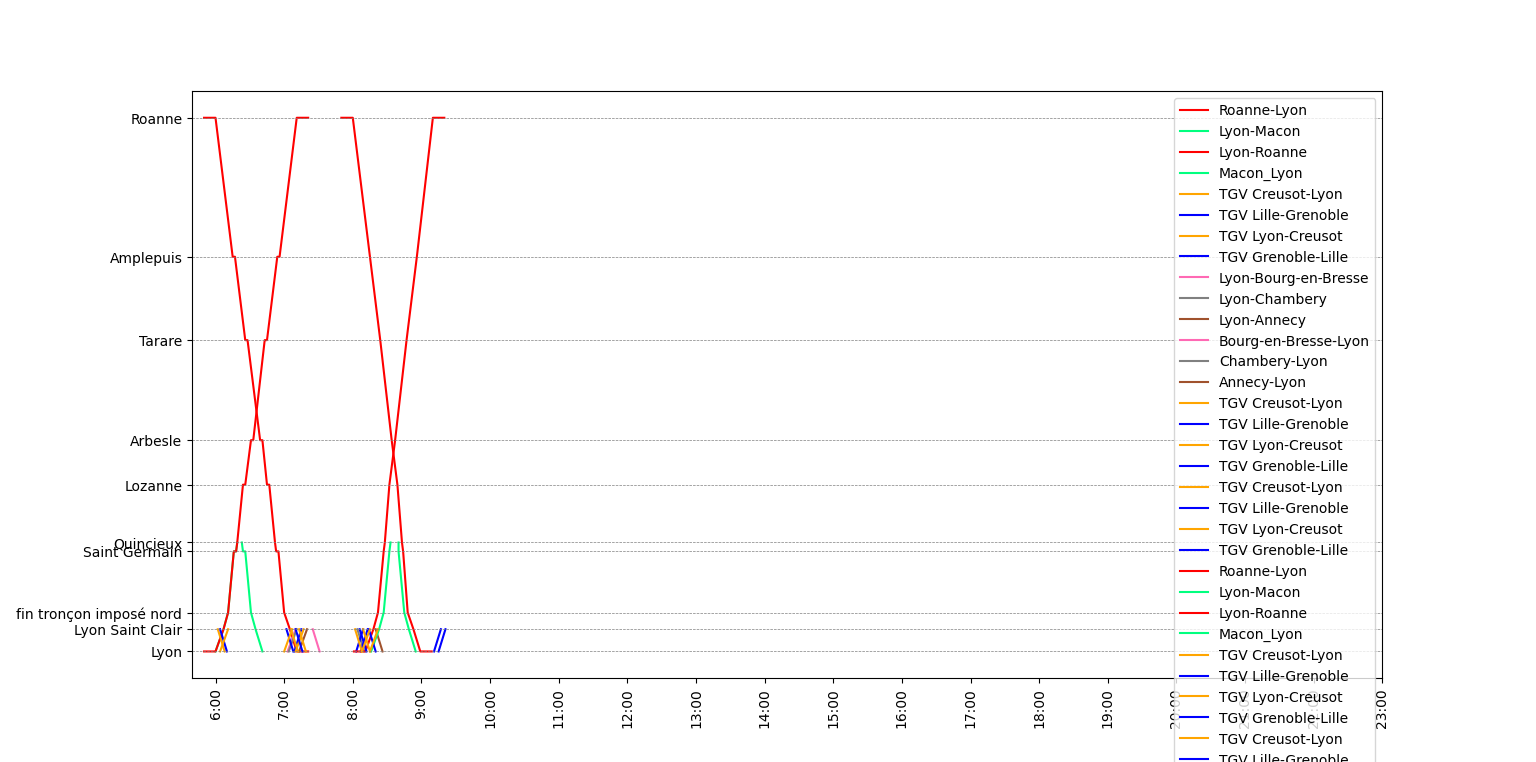 Roanne
Amplepuis
Tarare
Arbesle
Lozanne
Quincieux
Saint Germain
fin tronçon imposé nord
Lyon Saint Clair
Lyon
6:00
7:00
8:00
9:00
10:00
11:00
12:00
13:00
14:00
15:00
16:00
17:00
18:00
19:00
20:00
23:00
Roanne-Lyon
Lyon-Macon
Lyon-Roanne
Macon_Lyon
TGV Creusot-Lyon
TGV Lille-Grenoble
TGV Lyon-Creusot
TGV Grenoble-Lille
Lyon-Bourg-en-Bresse
Lyon-Chambery
Lyon-Annecy
Bourg-en-Bresse-Lyon
Chambery-Lyon
Annecy-Lyon
TGV Creusot-Lyon
TGV Lille-Grenoble
TGV Lyon-Creusot
TGV Grenoble-Lille
TGV Creusot-Lyon
TGV Lille-Grenoble
TGV Lyon-Creusot
TGV Grenoble-Lille
Roanne-Lyon
Lyon-Macon
Lyon-Roanne
Macon_Lyon
TGV Creusot-Lyon
TGV Lille-Grenoble
TGV Lyon-Creusot
TGV Grenoble-Lille
TGV Creusot-Lyon
TGV Lille-Grenoble